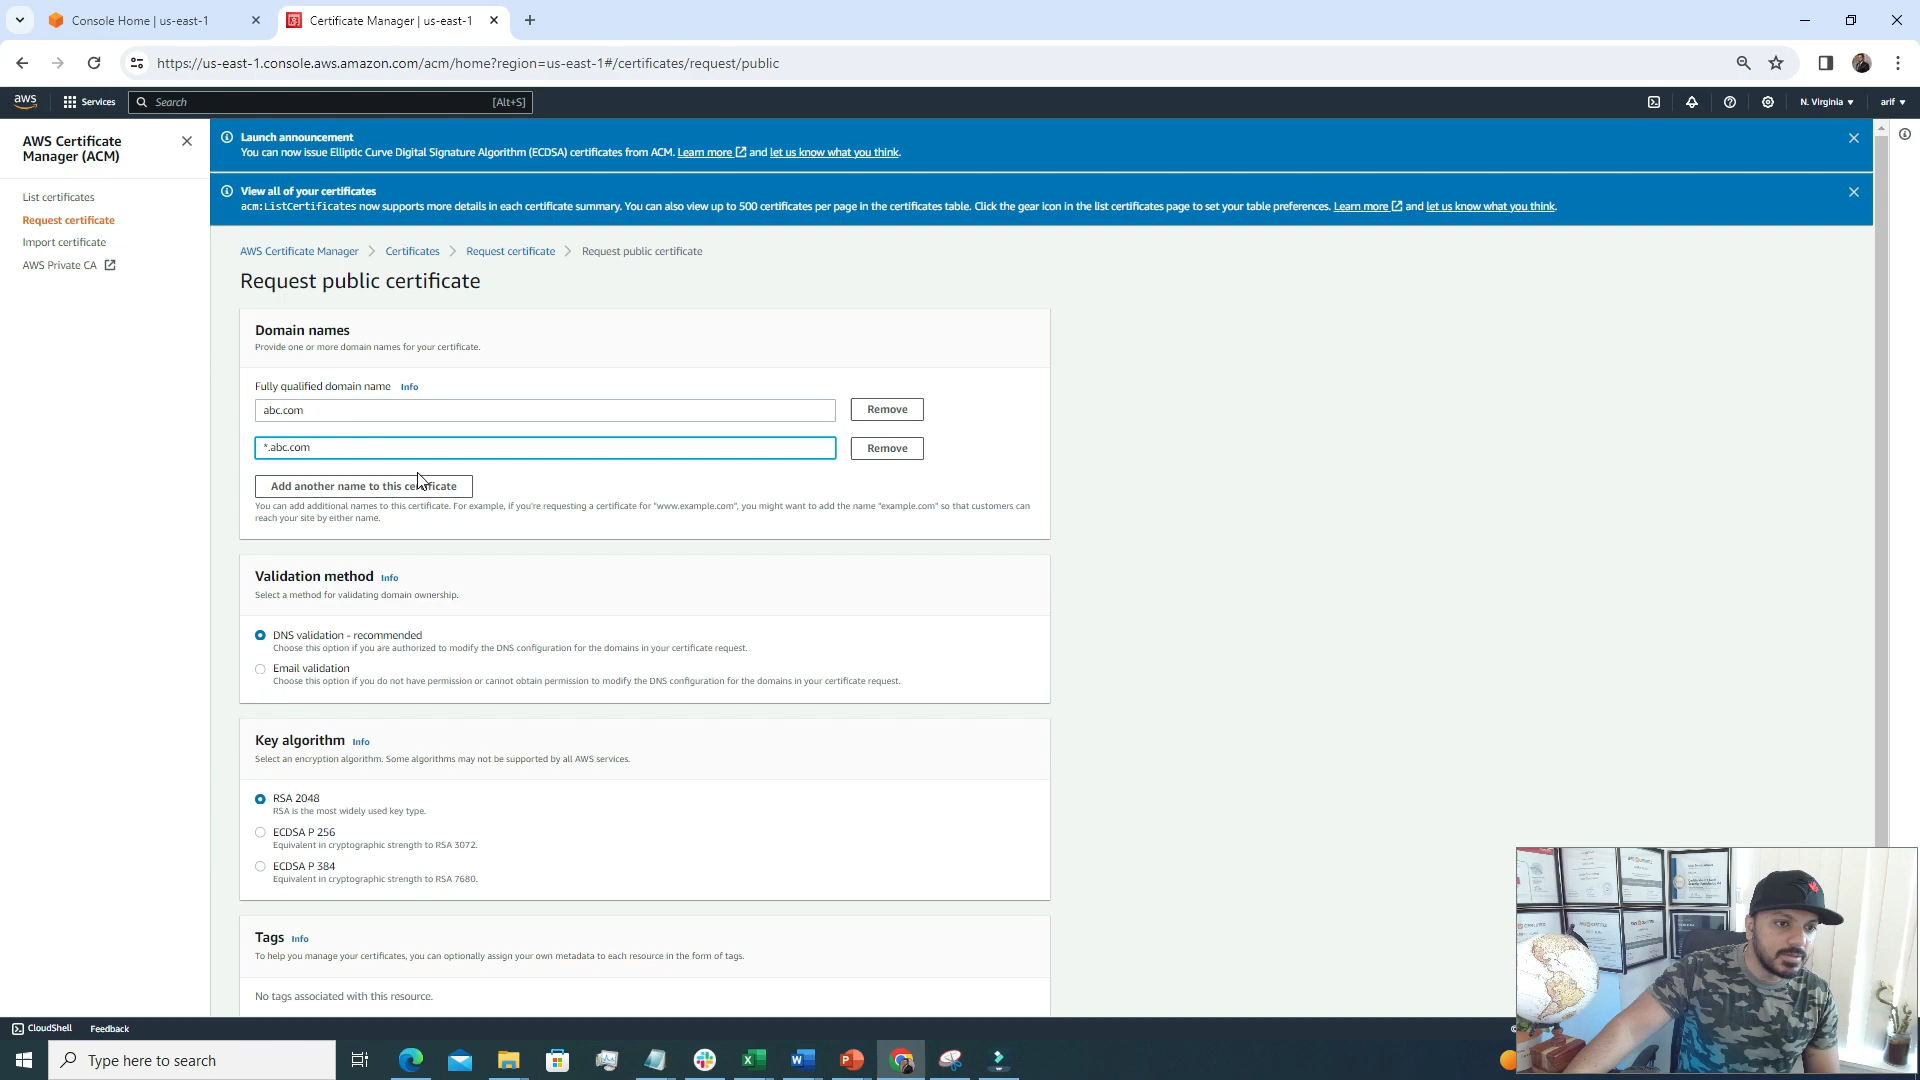 Console Home | us-east-1
Certificate Manager | us-east-1
https://us-east-1.console.aws.amazon.com/acm/home?region=us-east-1#/certificates/request/public
aws
Services
Search
[Alt+S]
N. Virginia
arif
AWS Certificate Manager (ACM)
List certificates
Request certificate
Import certificate
AWS Private CA
Launch announcement
You can now issue Elliptic Curve Digital Signature Algorithm (ECDSA) certificates from ACM. Learn more and let us know what you think.
View all of your certificates
acm:ListCertificates now supports more details in each certificate summary. You can also view up to 500 certificates per page in the certificates table. Click the gear icon in the list certificates page to set your table preferences. Learn more and let us know what you think.
AWS Certificate Manager > Certificates > Request certificate > Request public certificate
Request public certificate
Domain names
Provide one or more domain names for your certificate.
Fully qualified domain name Info
abc.com
Remove
*.abc.com
Remove
Add another name to this certificate
You can add additional names to this certificate. For example, if you're requesting a certificate for "www.example.com", you might want to add the name "example.com" so that customers can
reach your site by either name.
Validation method Info
Select a method for validating domain ownership.
DNS validation - recommended
Choose this option if you are authorized to modify the DNS configuration for the domains in your certificate request.
Email validation
Choose this option if you do not have permission or cannot obtain permission to modify the DNS configuration for the domains in your certificate request.
Key algorithm Info
Select an encryption algorithm. Some algorithms may not be supported by all AWS services.
RSA 2048
RSA is the most widely used key type.
ECDSA P 256
Equivalent in cryptographic strength to RSA 3072.
ECDSA P 384
Equivalent in cryptographic strength to RSA 7680.
Tags Info
To help you manage your certificates, you can optionally assign your own metadata to each resource in the form of tags.
No tags associated with this resource.
CloudShell
Feedback
Type here to search